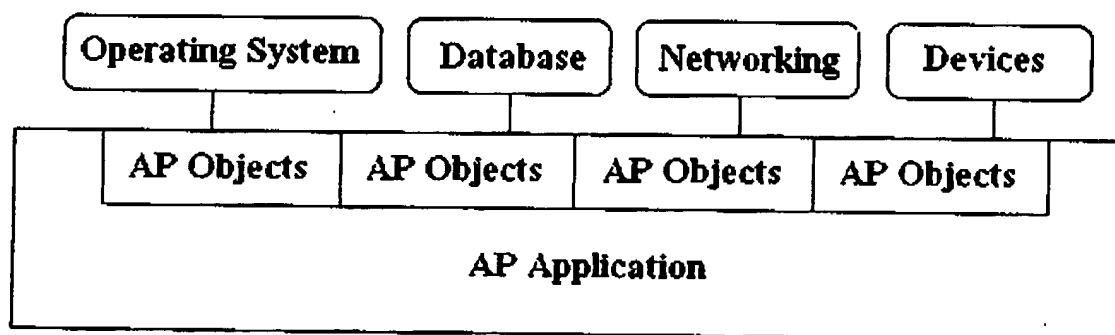 Operating System Database Networking Devices
AP Objects AP Objects AP Objects AP Objects
AP Application